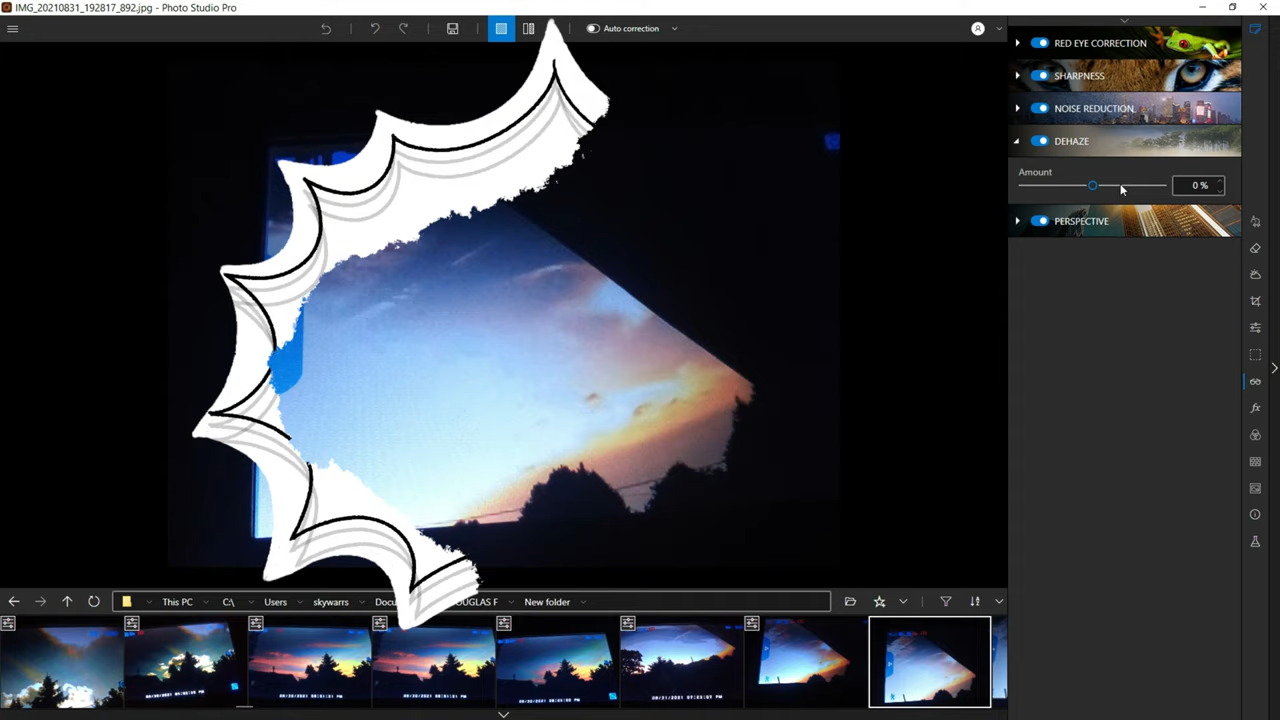 IMG_20210831_192817_892.jpg - Photo Studio Pro
Auto correction
RED EYE CORRECTION
SHARPNESS
NOISE REDUCTION
DEHAZE
Amount
0 %
PERSPECTIVE
This PC
C:\
Users
skywarrs
Docu
OUGLAS F
New folder